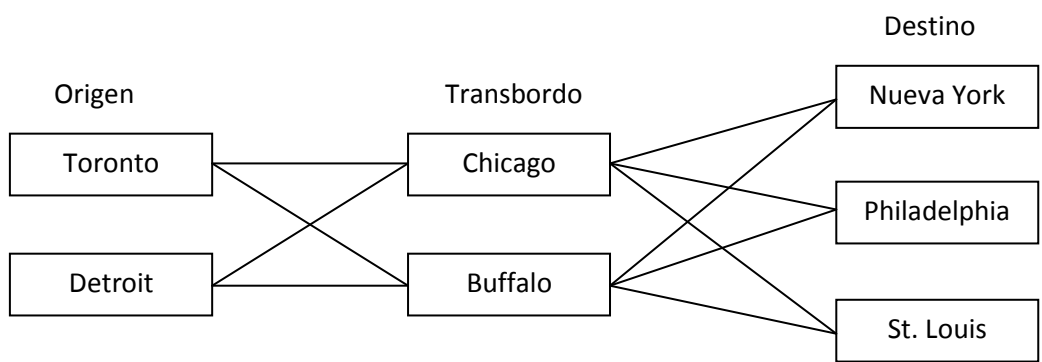 Origen
Toronto
Detroit
Transbordo
Chicago
Buffalo
Destino
Nueva York
Philadelphia
St. Louis